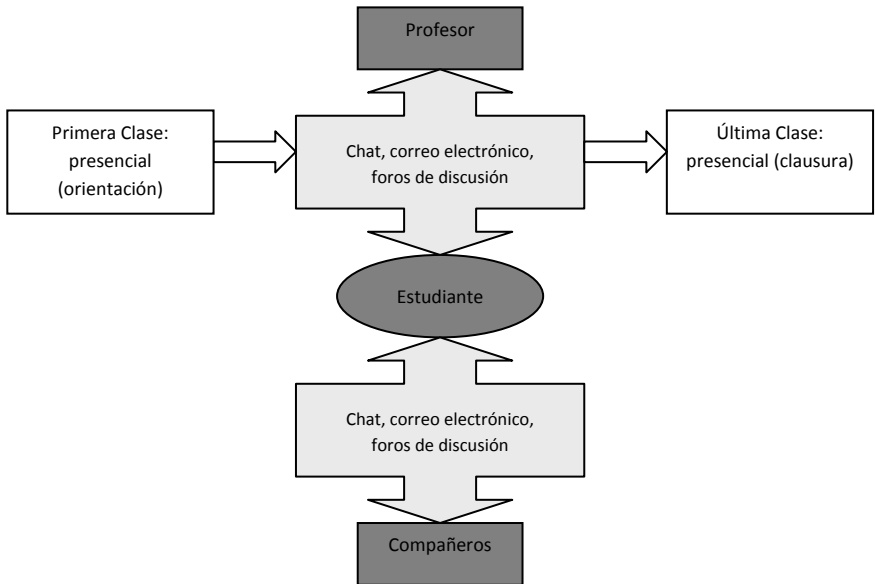 Profesor
Primera Clase:
presencial
(orientación)
Chat, correo electrónico,
foros de discusión
Última Clase:
presencial (clausura)
Estudiante
Chat, correo electrónico,
foros de discusión
Compañeros